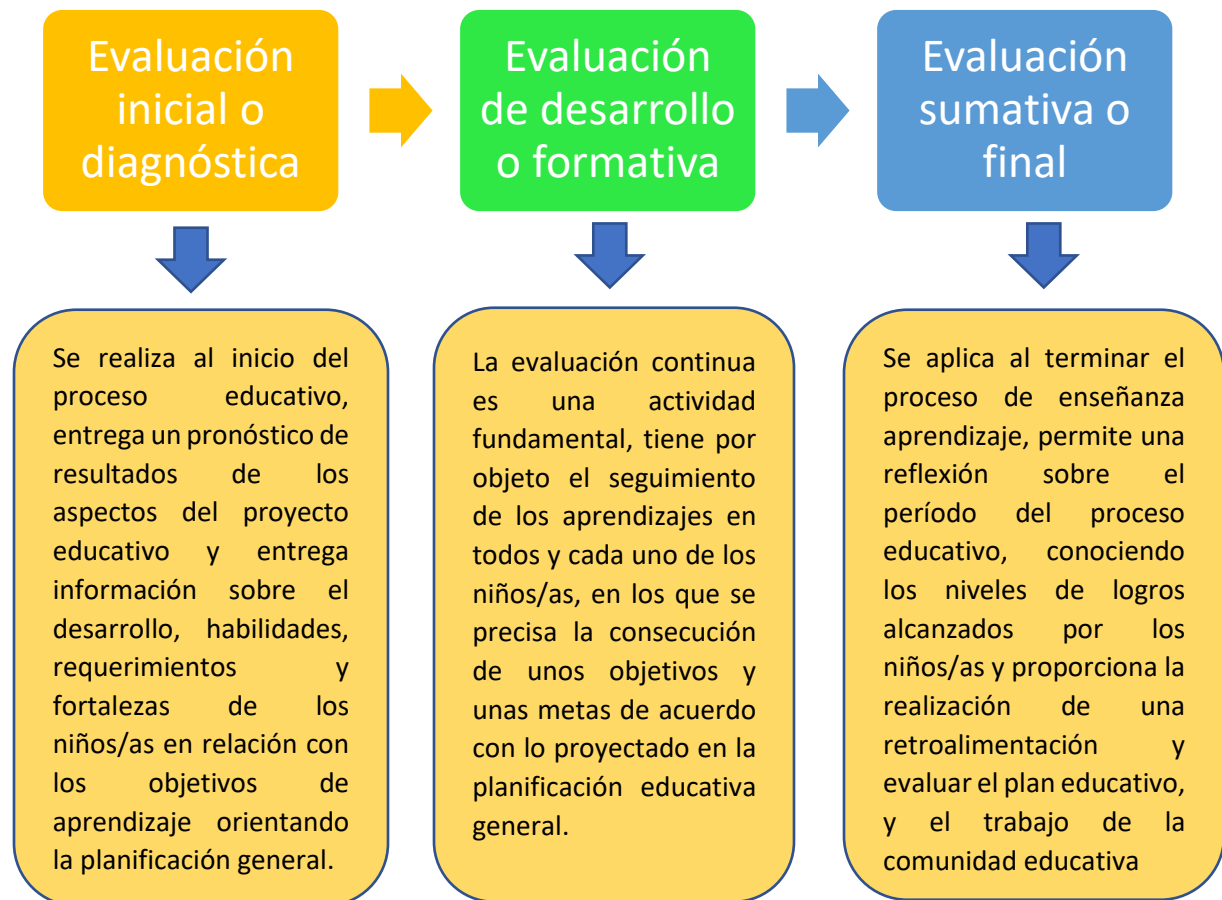 Evaluación
inicial o
diagnóstica
Evaluación
de desarrollo
o formativa
Evaluación
sumativa o
final
Se realiza al inicio del
proceso educativo,
entrega un pronóstico de
resultados de los
aspectos del proyecto
educativo y entrega
información sobre el
desarrollo, habilidades,
requerimientos y
fortalezas de los
niños/as en relación con
los objetivos de
aprendizaje orientando
la planificación general.
La evaluación continua
es una actividad
fundamental, tiene por
objeto el seguimiento
de los aprendizajes en
todos y cada uno de los
niños/as, en los que se
precisa la consecución
de unos objetivos y
unas metas de acuerdo
con lo proyectado en la
planificación educativa
general.
Se aplica al terminar el
proceso de enseñanza
aprendizaje, permite una
reflexión sobre el
período del proceso
educativo, conociendo
los niveles de logros
alcanzados por los
niños/as y proporciona la
realización de una
retroalimentación y
evaluar el plan educativo,
y el trabajo de la
comunidad educativa